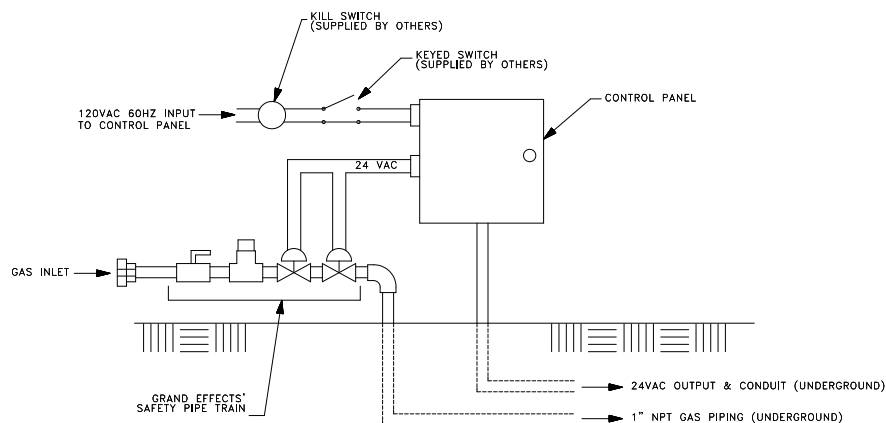 KILL SWITCH
(SUPPLIED BY OTHERS)
KEYED SWITCH
(SUPPLIED BY OTHERS)
120VAC 60HZ INPUT
TO CONTROL PANEL
CONTROL PANEL
24 VAC
GAS INLET
GRAND EFFECTS'
SAFETY PIPE TRAIN
24VAC OUTPUT & CONDUIT (UNDERGROUND)
1" NPT GAS PIPING (UNDERGROUND)